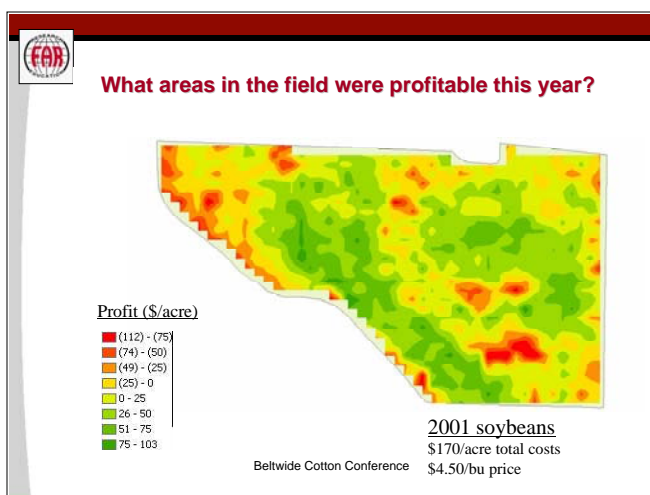 RESEARCH
FAR
EDUCATION
What areas in the field were profitable this year?
Profit ($/acre)
(112) - (75)
(74) - (50)
(49) - (25)
(25) - 0
0 - 25
26 - 50
51 - 75
75 - 103
2001 soybeans
$170/acre total costs
$4.50/bu price
Beltwide Cotton Conference